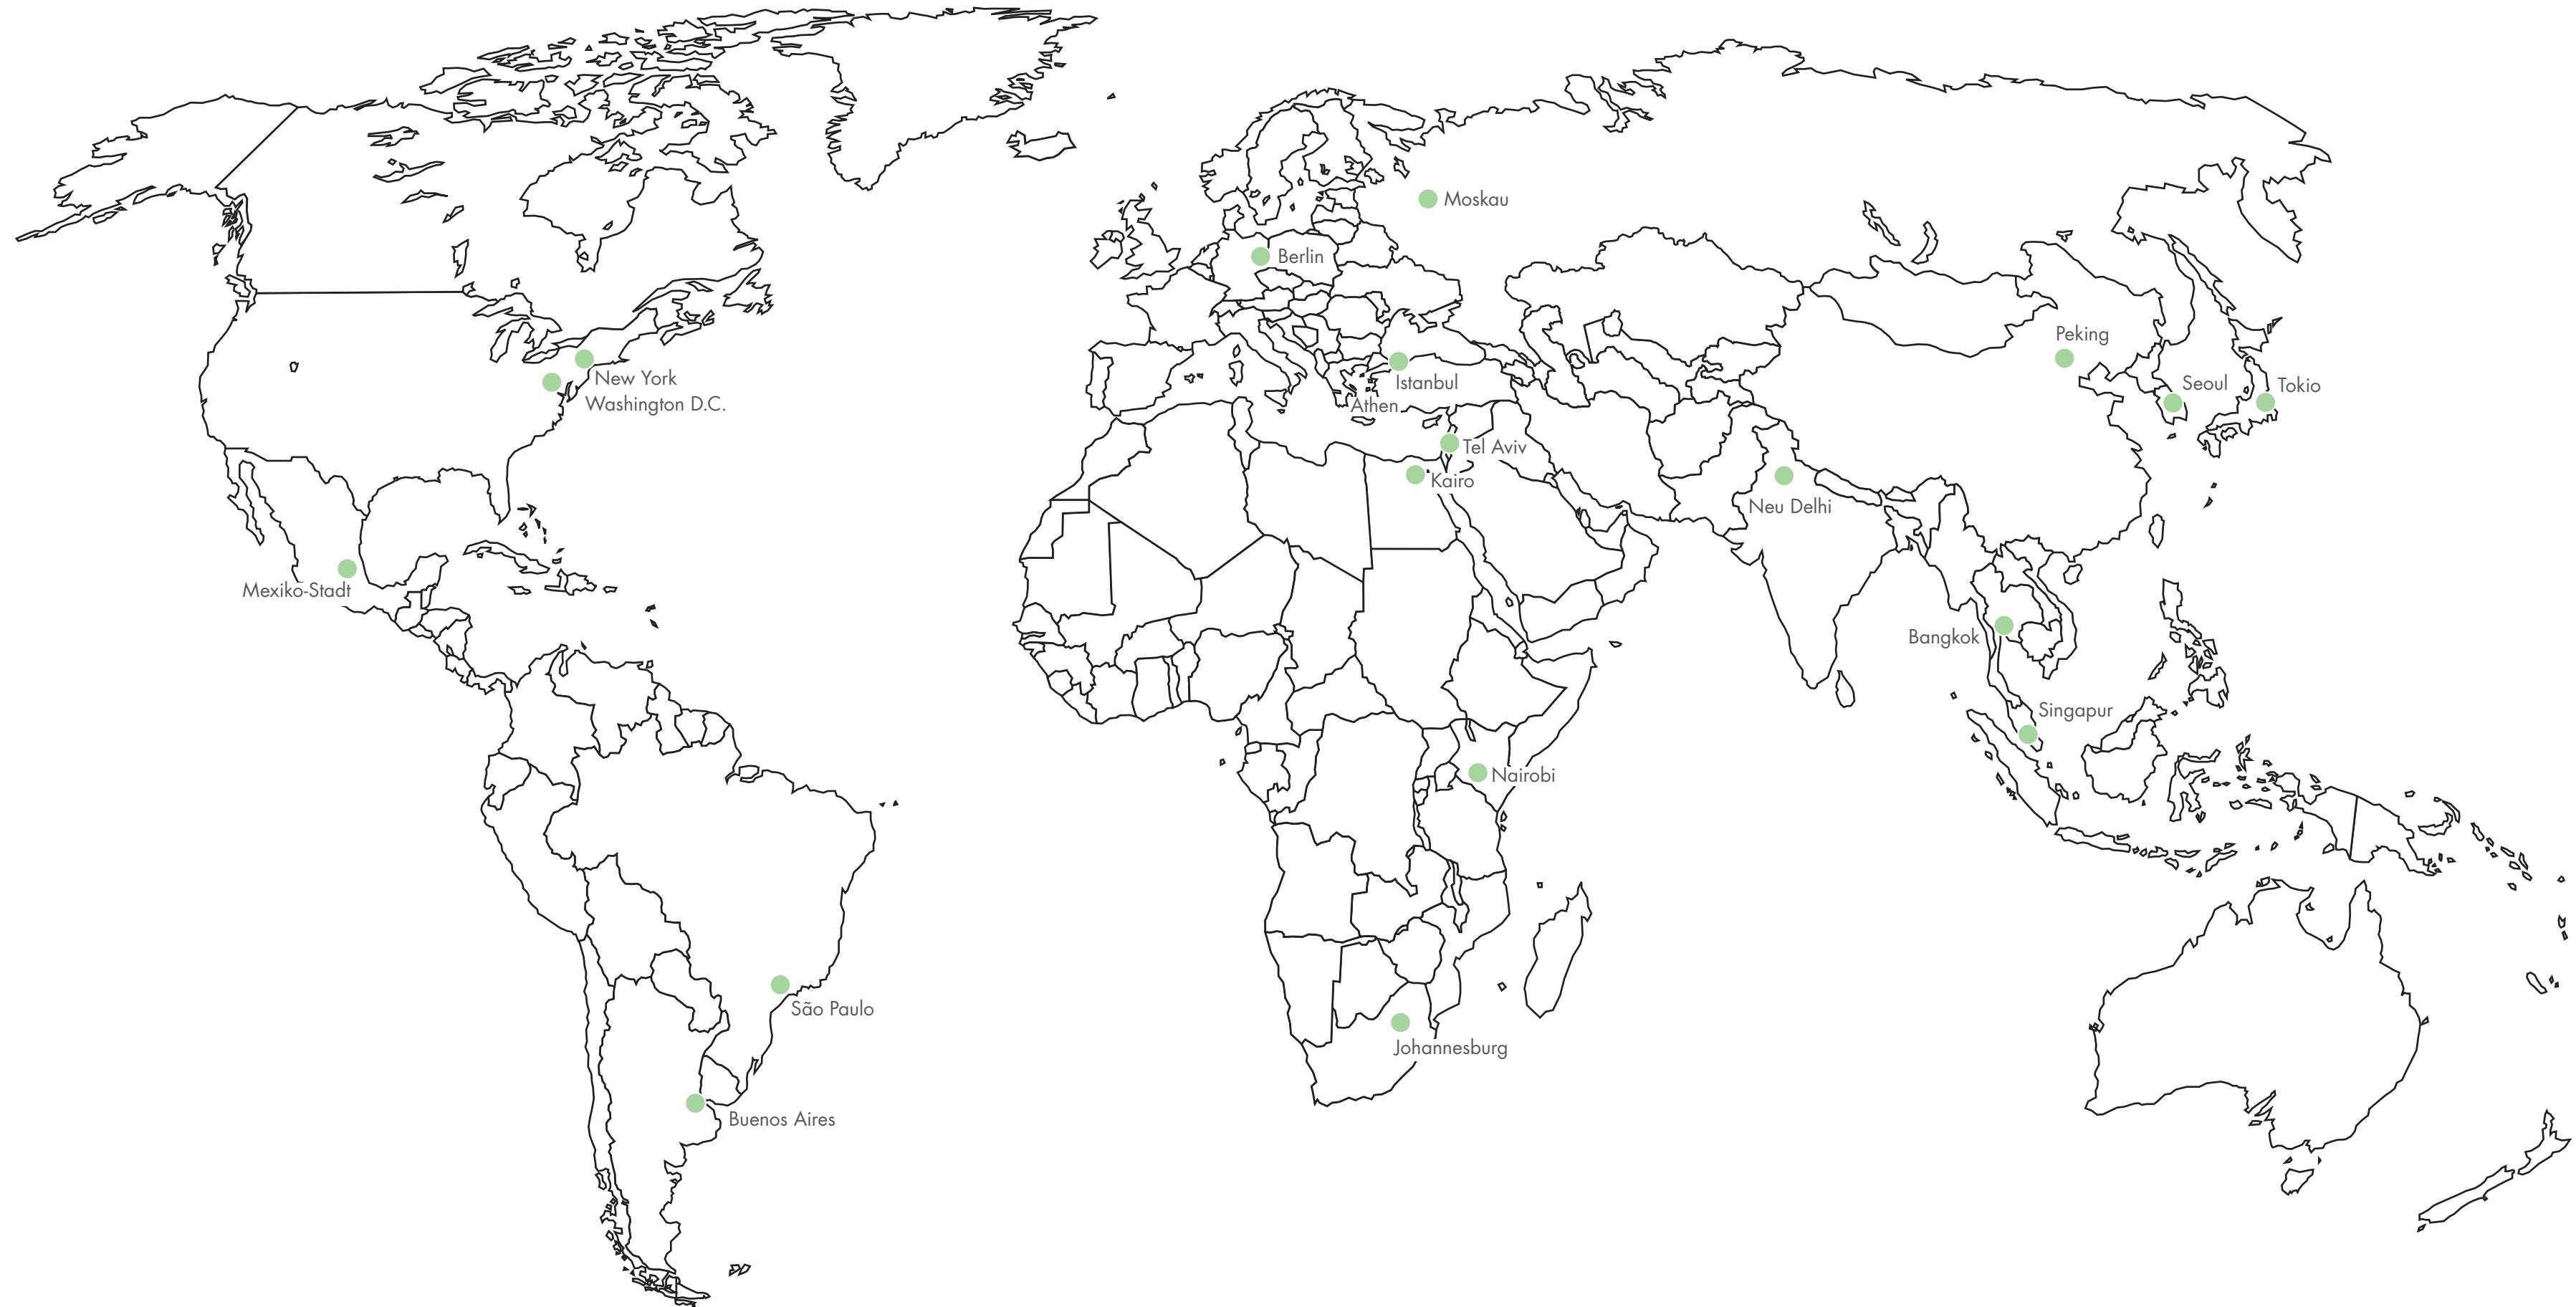 Moskau
Berlin
Peking
New York
Washington D.C.
Istanbul
Athen
Seoul
Tokio
Tel Aviv
Kairo
Neu Delhi
Mexiko-Stadt
Bangkok
Singapur
Nairobi
São Paulo
Johannesburg
Buenos Aires